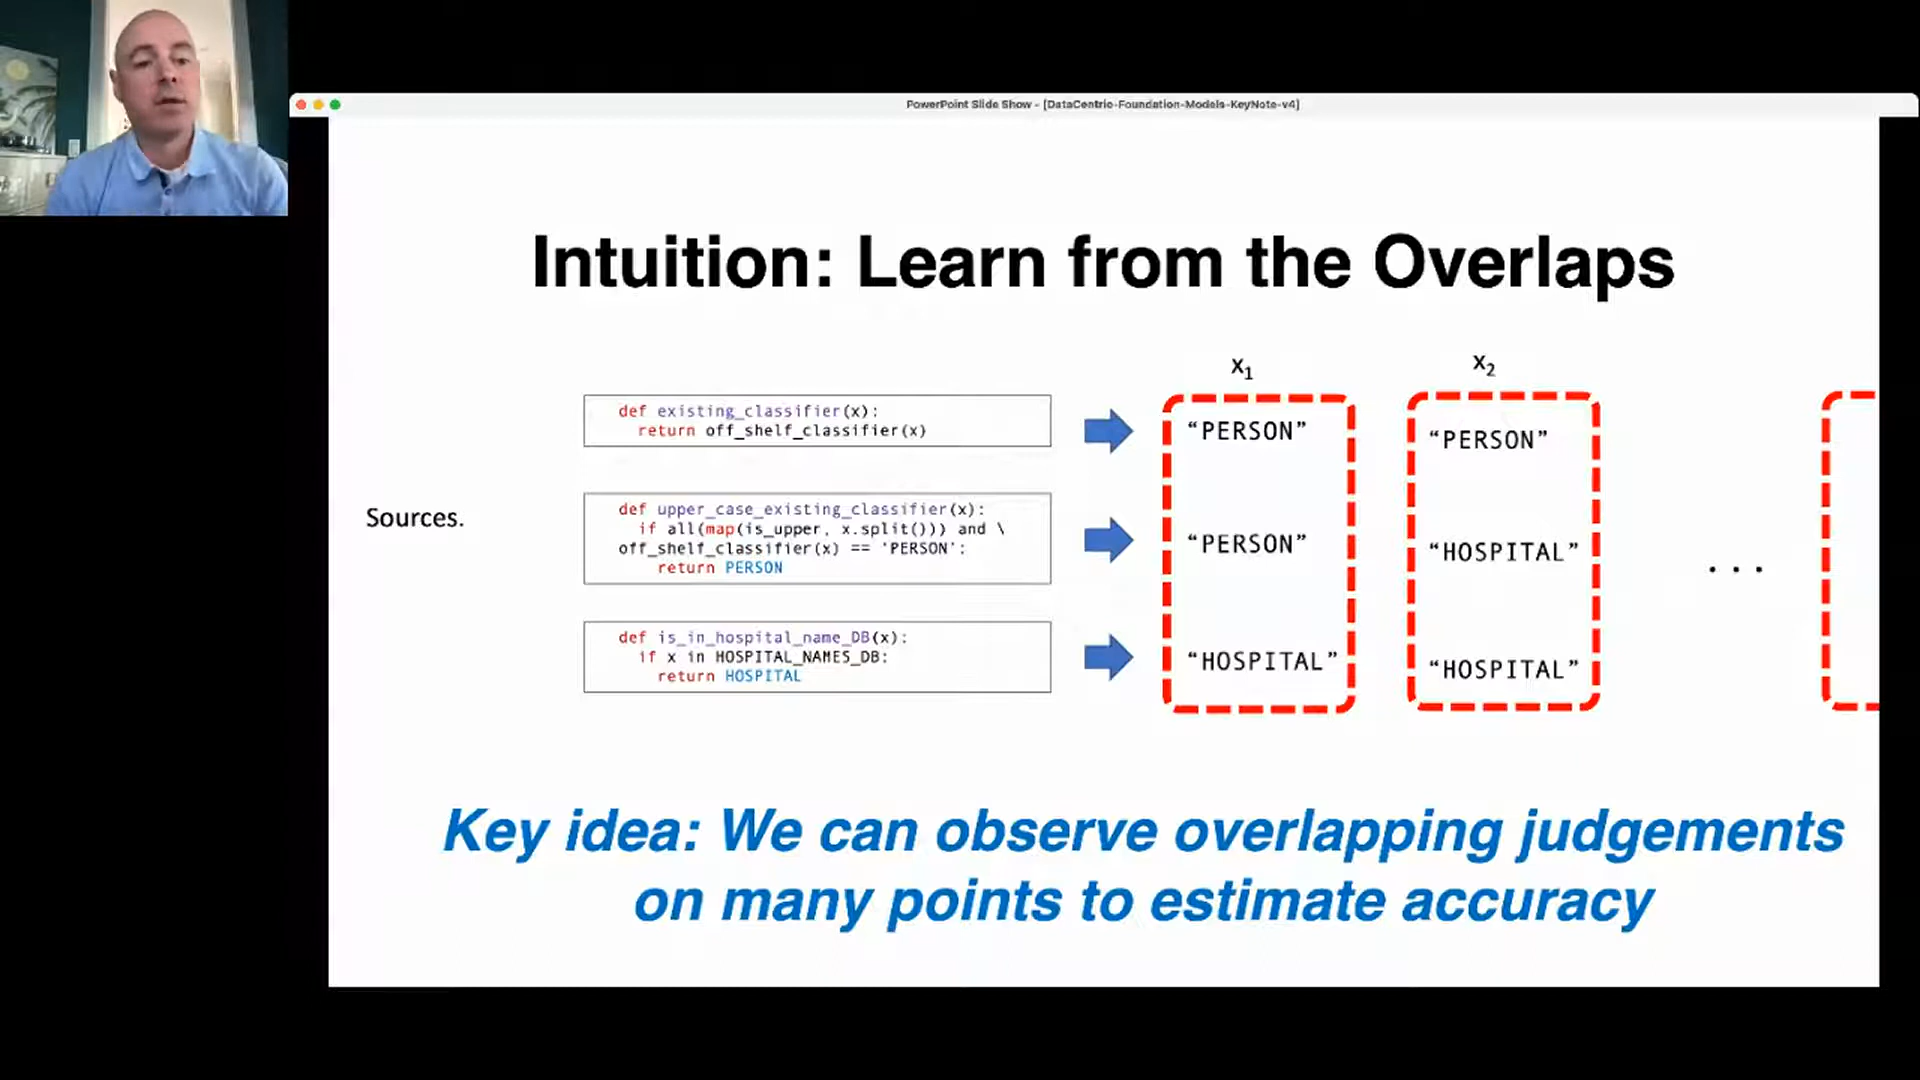 PowerPoint Slide Show - [DataCentric-Foundation-Models-KeyNote-v4]
Intuition: Learn from the Overlaps
x₁
x₂
def existing_classifier(x):
return off_shelf_classifier(x)
“PERSON”
“PERSON”
Sources.
def upper_case_existing_classifier(x):
if all(map(is_upper, x.split())) and \
off_shelf_classifier(x) == 'PERSON':
return PERSON
“PERSON”
“HOSPITAL”
. . .
def is_in_hospital_name_DB(x):
if x in HOSPITAL_NAMES_DB:
return HOSPITAL
“HOSPITAL”
“HOSPITAL”
Key idea: We can observe overlapping judgements
on many points to estimate accuracy